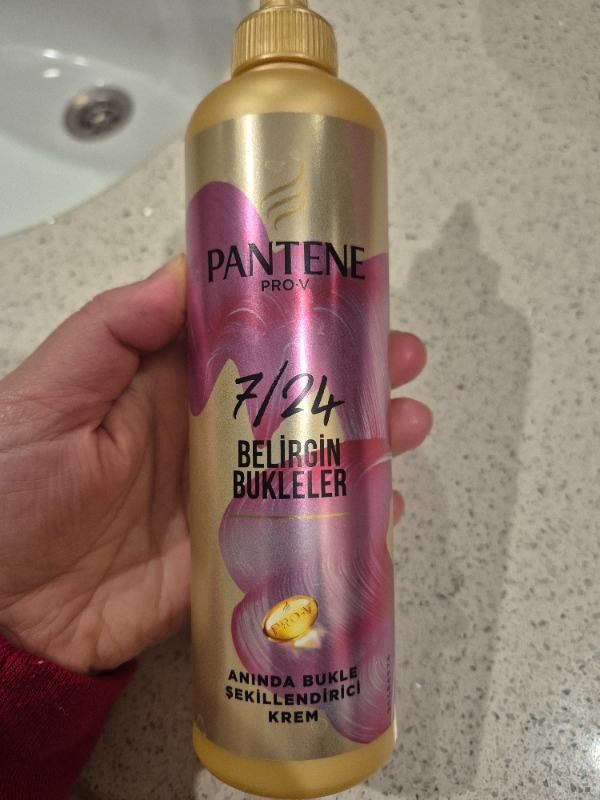 PANTENE
PRO-V
7/24
BELİRGİN
BUKLELER
PRO-V
ANINDA BUKLE
ŞEKİLLENDİRİCİ
KREM